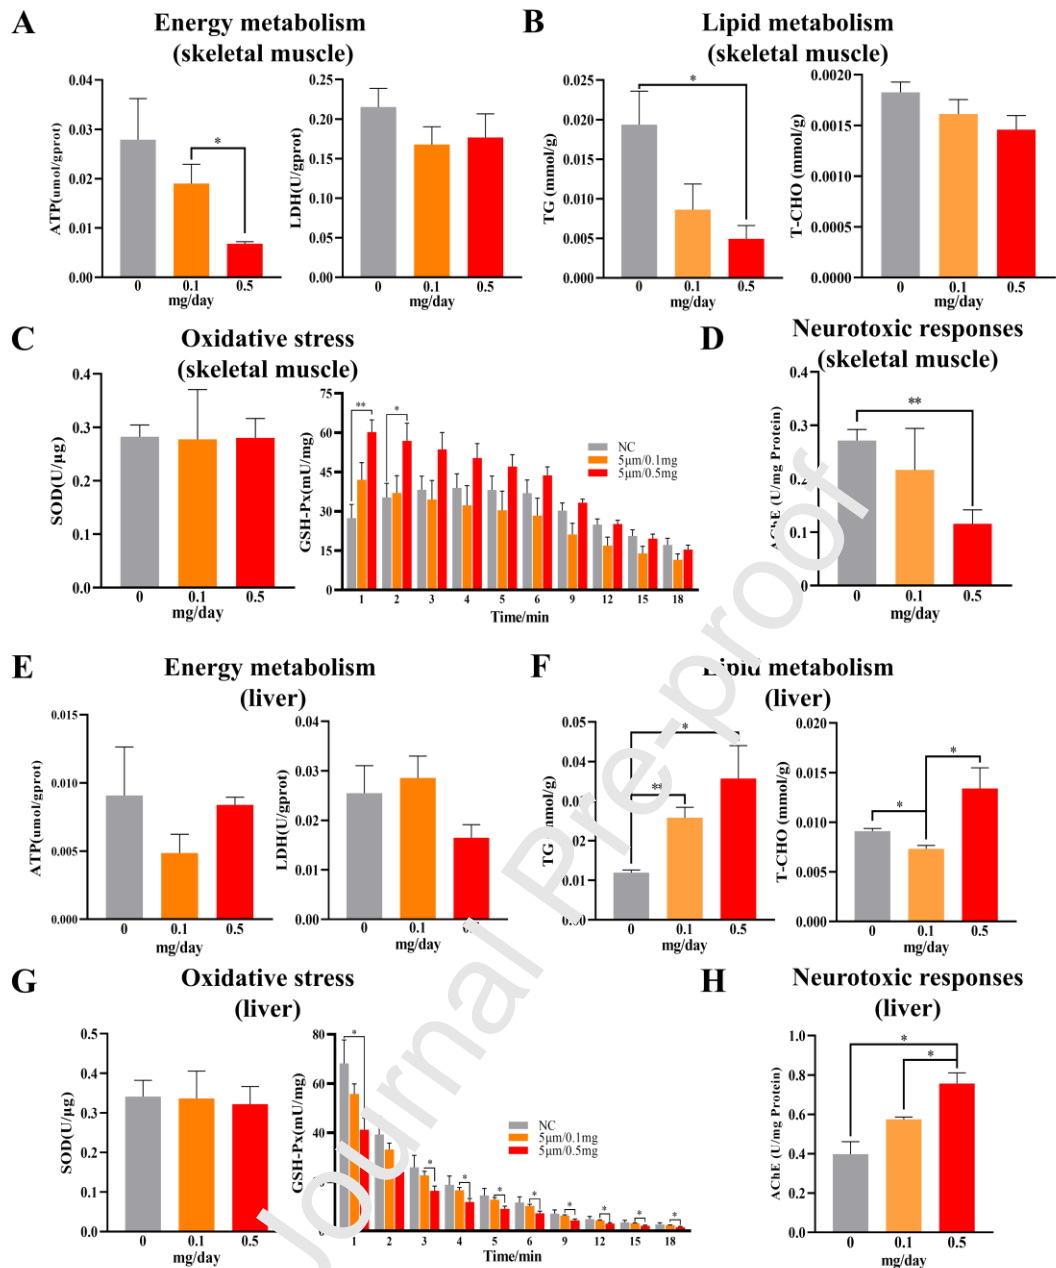 A
Energy metabolism
(skeletal muscle)
ATP(umol/gprot)
0.04
0.03
0.02
0.01
0.00
*
0
0.1
0.5
mg/day
LDH(U/gprot)
0.25
0.20
0.15
0.10
0.05
0.00
0
0.1
0.5
mg/day
B
Lipid metabolism
(skeletal muscle)
TG (mmol/g)
0.025
0.020
0.015
0.010
0.005
0.000
*
0
0.1
0.5
mg/day
T-CHO (mmol/g)
0.0020
0.0015
0.0010
0.0005
0.0000
0
0.1
0.5
mg/day
C
Oxidative stress
(skeletal muscle)
SOD(U/μg)
0.4
0.3
0.2
0.1
0.0
0
0.1
0.5
mg/day
GSH-Px(mU/mg)
75
60
45
30
15
0
**
*
NC
5μm/0.1mg
5μm/0.5mg
1 2 3 4 5 6 9 12 15 18
Time/min
D
Neurotoxic responses
(skeletal muscle)
AChE (U/mg Protein)
0.4
0.3
0.1
0
**
0
0.1
0.5
mg/day
E
Energy metabolism
(liver)
ATP(umol/gprot)
0.015
0.010
0.005
0.000
0
0.1
0.5
mg/day
LDH(U/gprot)
0.04
0.03
0.02
0.01
0.00
0
0.1
mg/day
F
Lipid metabolism
(liver)
0.05
0.04
*
**
0
0.1
0.5
mg/day
T-CHO (mmol/g)
0.020
0.015
0.010
0.005
0.000
*
*
0
0.1
0.5
mg/day
G
Oxidative stress
(liver)
SOD(U/μg)
0.5
0.4
0.3
0.2
0.1
0.0
0
0.1
0.5
mg/day
GSH-Px(mU/mg)
80
60
40
*
NC
5μm/0.1mg
5μm/0.5mg
* * * * * * * *
1 2 3 4 5 6 9 12 15 18
Time/min
H
Neurotoxic responses
(liver)
AChE (U/mg Protein)
1.0
0.8
0.6
0.4
0.2
0.0
*
*
0
0.1
0.5
mg/day
Journal Pre-proof